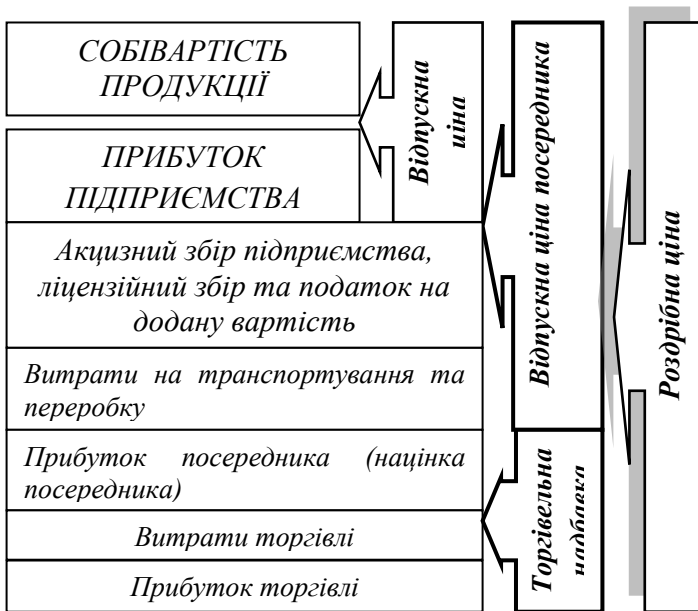 СОБІВАРТІСТЬ
ПРОДУКЦІЇ
ПРИБУТОК
ПІДПРИЄМСТВА
Акцизний збір підприємства,
ліцензійний збір та податок на
додану вартість
Витрати на транспортування та
переробку
Прибуток посередника (націнка
посередника)
Витрати торгівлі
Прибуток торгівлі
Відпускна
ціна
Відпускна ціна посередника
Торгівельна
надбавка
Роздрібна ціна